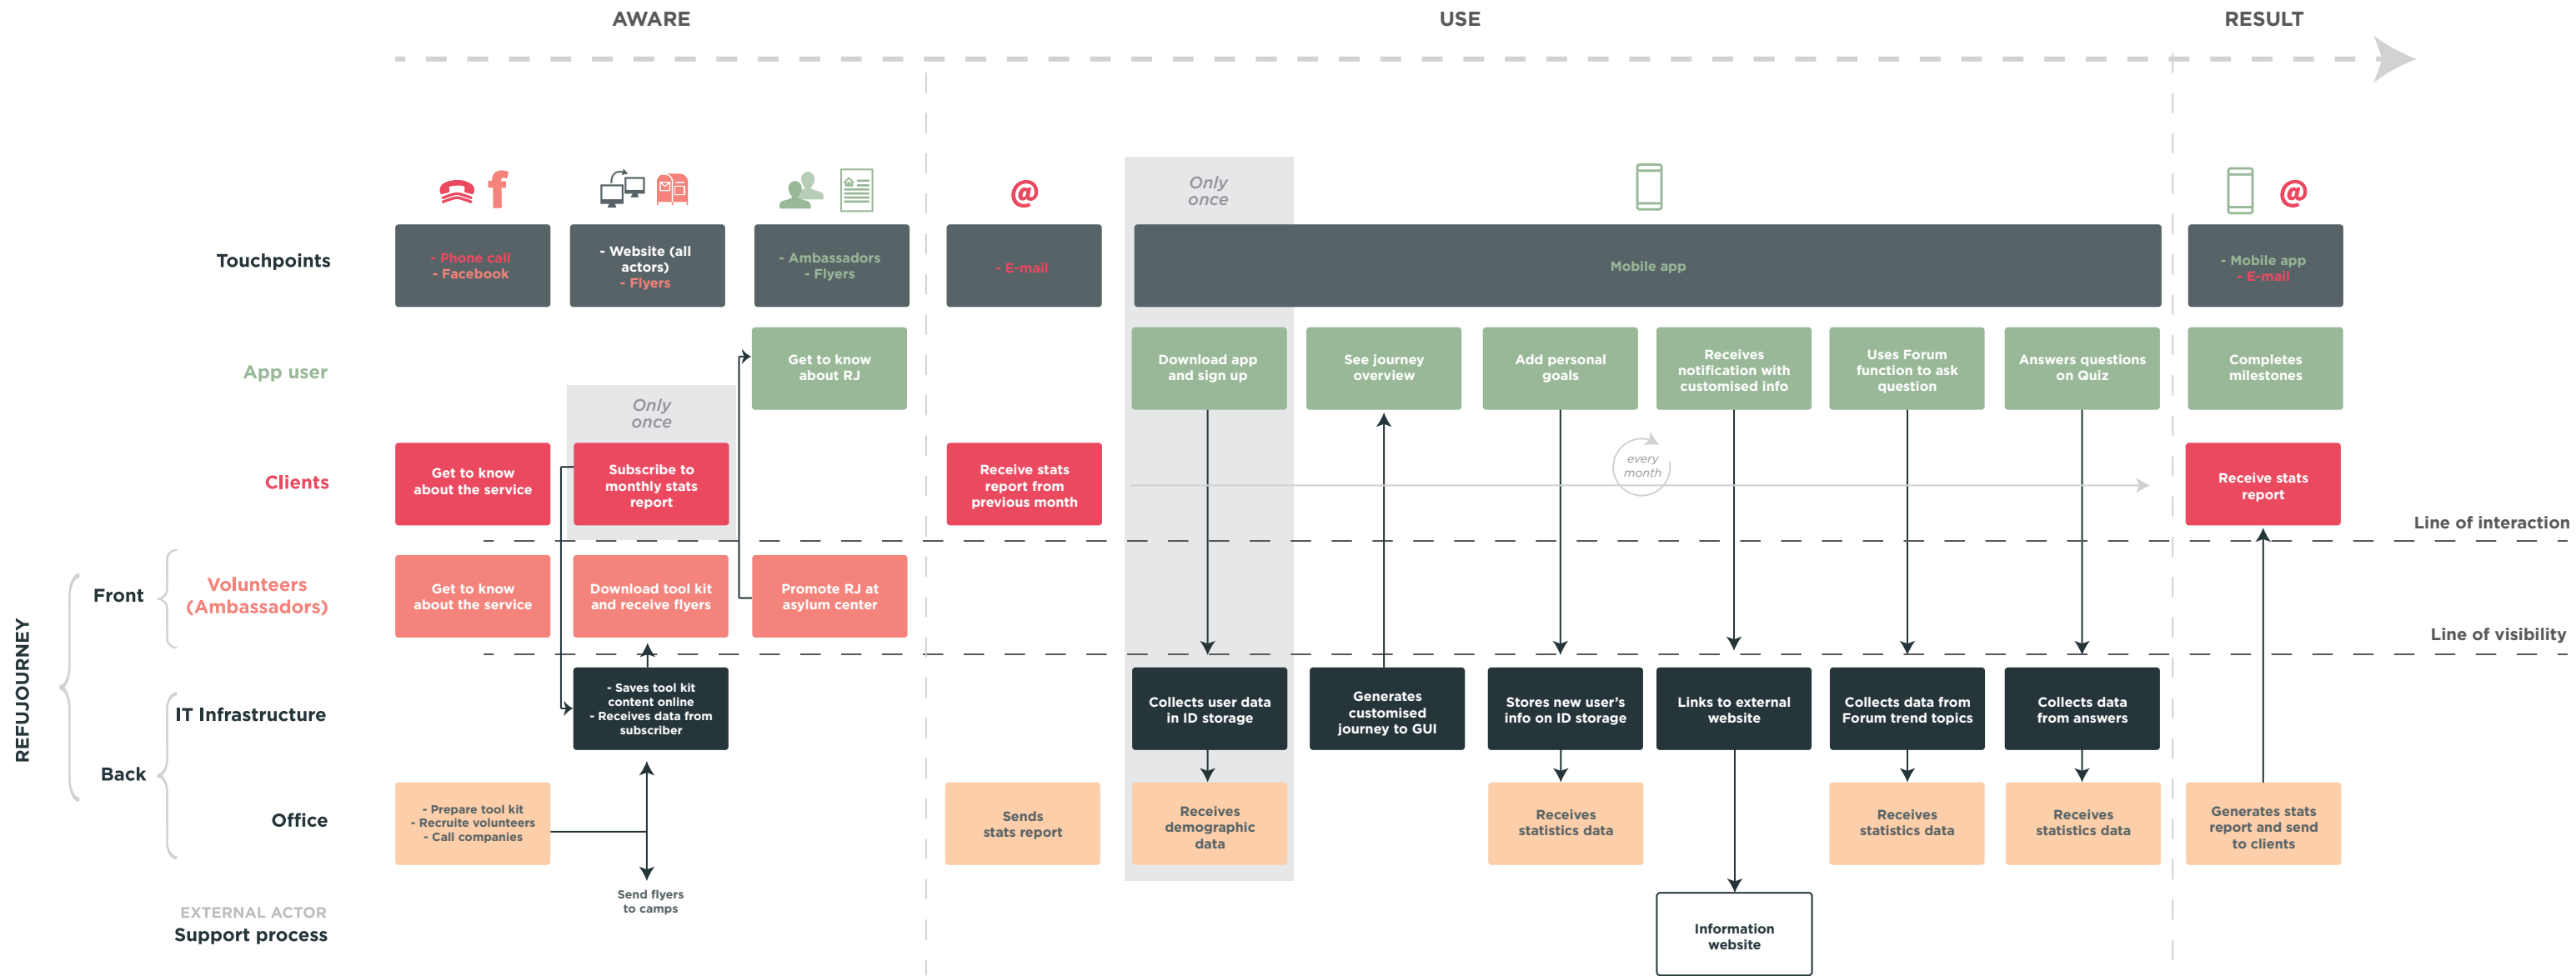 AWARE
USE
RESULT
Only
once
Touchpoints
- Phone call
- Facebook
- Website (all
actors)
- Flyers
- Ambassadors
- Flyers
- E-mail
Mobile app
- Mobile app
- E-mail
App user
Get to know
about RJ
Download app
and sign up
See journey
overview
Add personal
goals
Receives
notification with
customised info
Uses Forum
function to ask
question
Answers questions
on Quiz
Completes
milestones
Only
once
Clients
Get to know
about the service
Subscribe to
monthly stats
report
Receive stats
report from
previous month
every
month
Receive stats
report
Line of interaction
REFUJOURNEY
Front
Volunteers
(Ambassadors)
Get to know
about the service
Download tool kit
and receive flyers
Promote RJ at
asylum center
Line of visibility
Back
IT Infrastructure
- Saves tool kit
content online
- Receives data from
subscriber
Collects user data
in ID storage
Generates
customised
journey to GUI
Stores new user's
info on ID storage
Links to external
website
Collects data from
Forum trend topics
Collects data
from answers
Office
- Prepare tool kit
- Recruite volunteers
- Call companies
Sends
stats report
Receives
demographic
data
Receives
statistics data
Receives
statistics data
Receives
statistics data
Generates stats
report and send
to clients
Send flyers
to camps
EXTERNAL ACTOR
Support process
Information
website
@
@
f